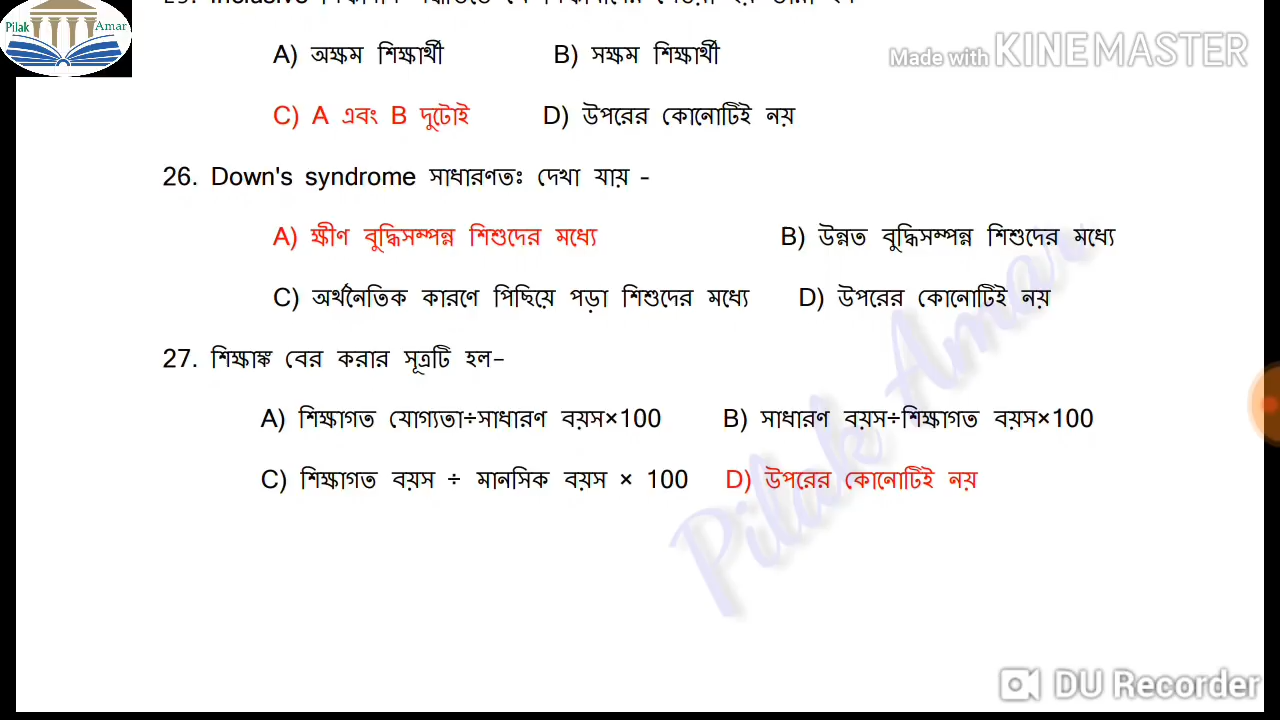 Pilak Amar
Made with KINEMASTER
A) অক্ষম শিক্ষার্থী B) সক্ষম শিক্ষার্থী
C) A এবং B দুটোই D) উপরের কোনোটিই নয়
26. Down's syndrome সাধারণতঃ দেখা যায় -
A) ক্ষীণ বুদ্ধিসম্পন্ন শিশুদের মধ্যে B) উন্নত বুদ্ধিসম্পন্ন শিশুদের মধ্যে
C) অর্থনৈতিক কারণে পিছিয়ে পড়া শিশুদের মধ্যে D) উপরের কোনোটিই নয়
27. শিক্ষাঙ্ক বের করার সূত্রটি হল-
A) শিক্ষাগত যোগ্যতা÷সাধারণ বয়স×100 B) সাধারণ বয়স÷শিক্ষাগত বয়স×100
C) শিক্ষাগত বয়স ÷ মানসিক বয়স × 100 D) উপরের কোনোটিই নয়
Pilak Amar
DU Recorder